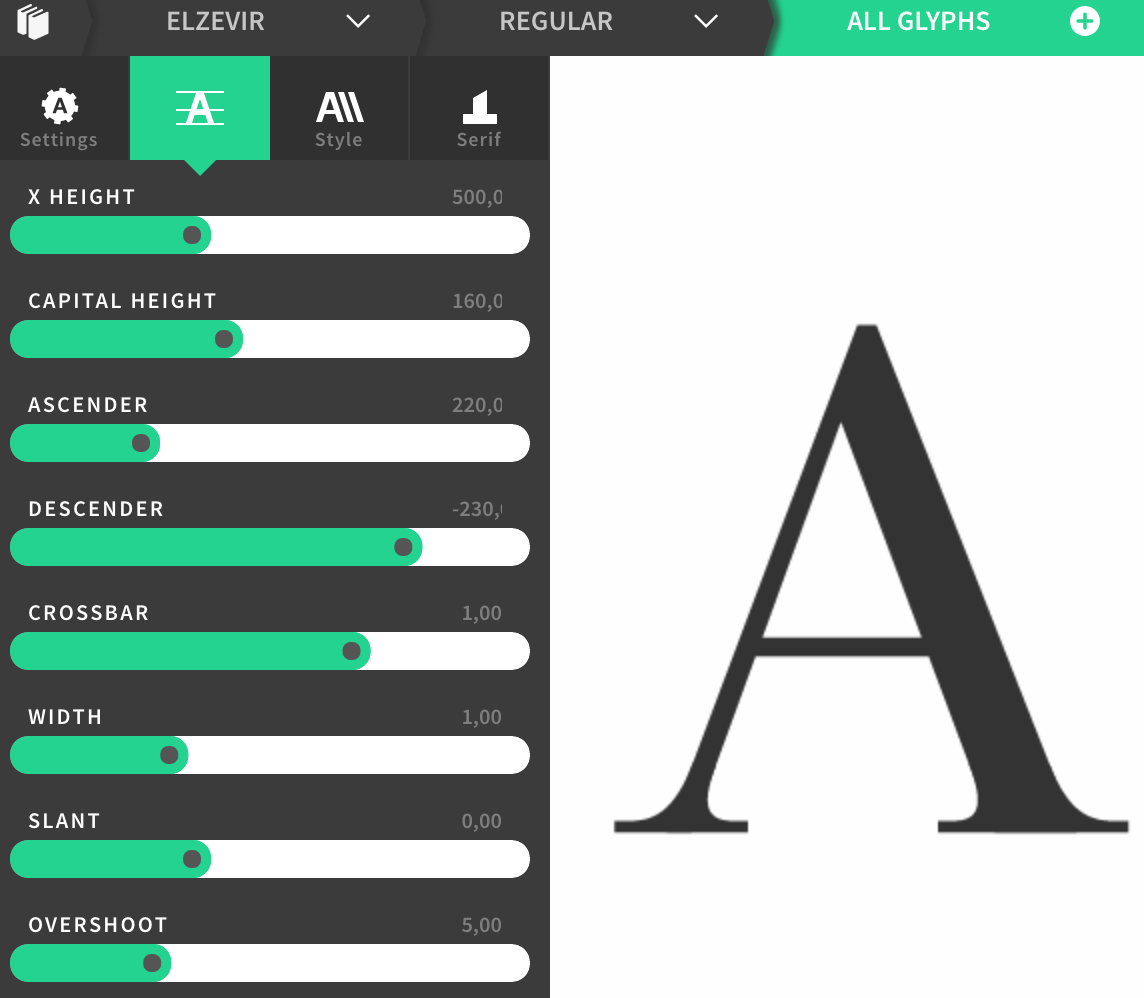 ELZEVIR REGULAR ALL GLYPHS
Settings Style Serif
X HEIGHT 500,0
CAPITAL HEIGHT 160,0
ASCENDER 220,0
DESCENDER -230,
CROSSBAR 1,00
WIDTH 1,00
SLANT 0,00
OVERSHOOT 5,00
A